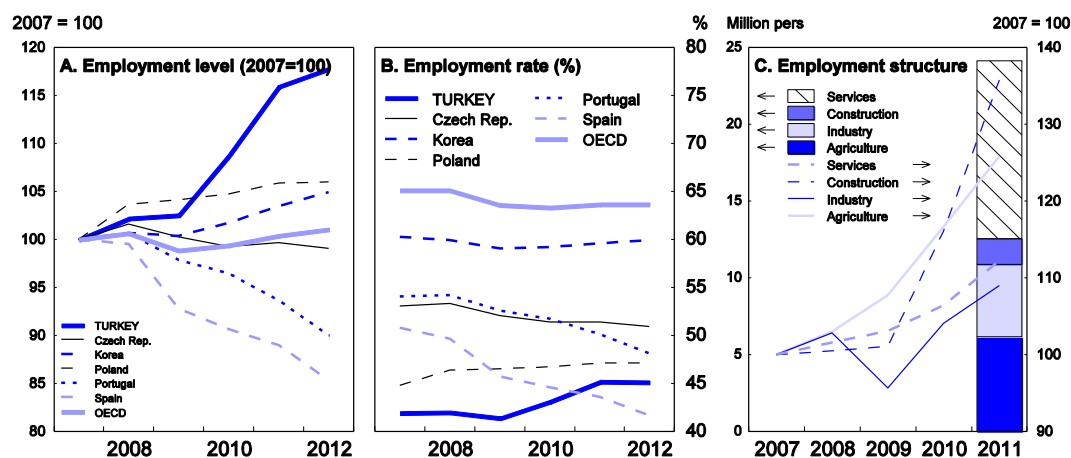 2007 = 100
%
Million pers
2007 = 100
A. Employment level (2007=100)
120
115
110
105
100
95
90
85
80
TURKEY
Czech Rep.
Korea
Poland
Portugal
Spain
OECD
2008
2010
2012
B. Employment rate (%)
TURKEY
Czech Rep.
Korea
Poland
Portugal
Spain
OECD
80
75
70
65
60
55
50
45
40
2008
2010
2012
C. Employment structure
25
20
15
10
5
0
Services
Construction
Industry
Agriculture
Services
Construction
Industry
Agriculture
140
130
120
110
100
90
2007
2008
2009
2010
2011